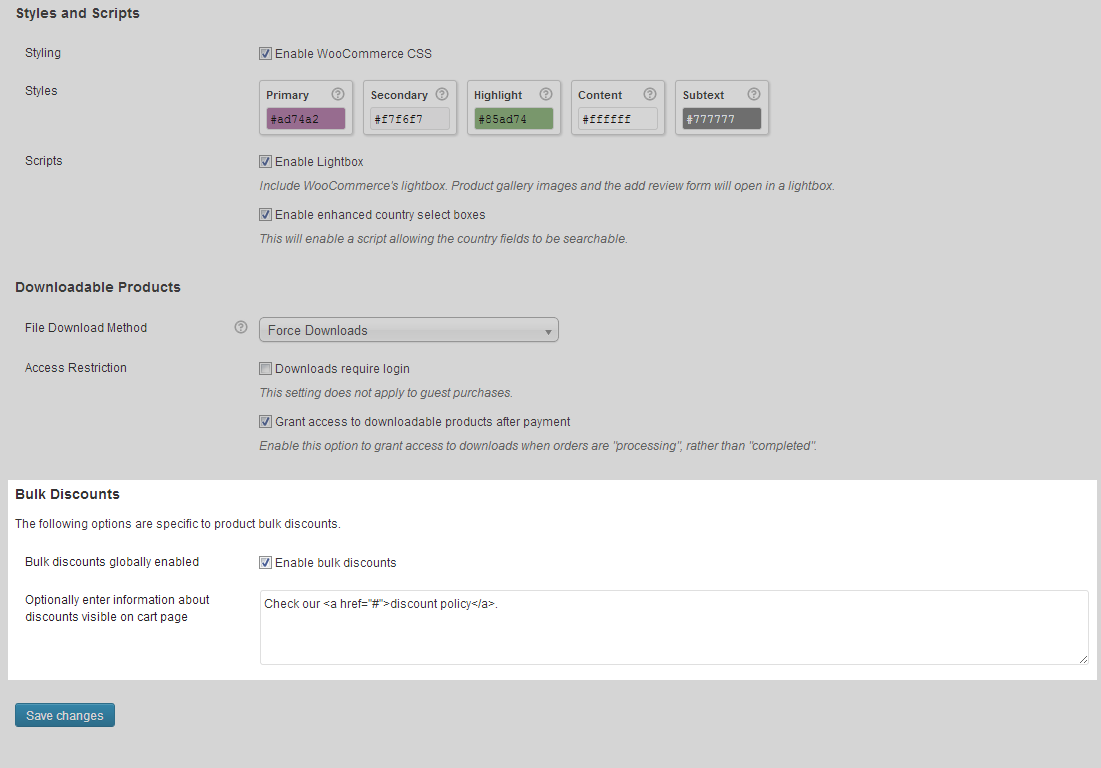 Styles and Scripts
Styling
Enable WooCommerce CSS
Styles
Primary ?
Secondary ?
Highlight ?
Content ?
Subtext ?
#ad74a2
#f7f6f7
#85ad74
#ffffff
#777777
Scripts
Enable Lightbox
Include WooCommerce's lightbox. Product gallery images and the add review form will open in a lightbox.
Enable enhanced country select boxes
This will enable a script allowing the country fields to be searchable.
Downloadable Products
File Download Method ?
Force Downloads
Access Restriction
Downloads require login
This setting does not apply to guest purchases.
Grant access to downloadable products after payment
Enable this option to grant access to downloads when orders are "processing", rather than "completed".
Bulk Discounts
The following options are specific to product bulk discounts.
Bulk discounts globally enabled
Enable bulk discounts
Optionally enter information about
discounts visible on cart page
Check our <a href="#">discount policy</a>.
Save changes